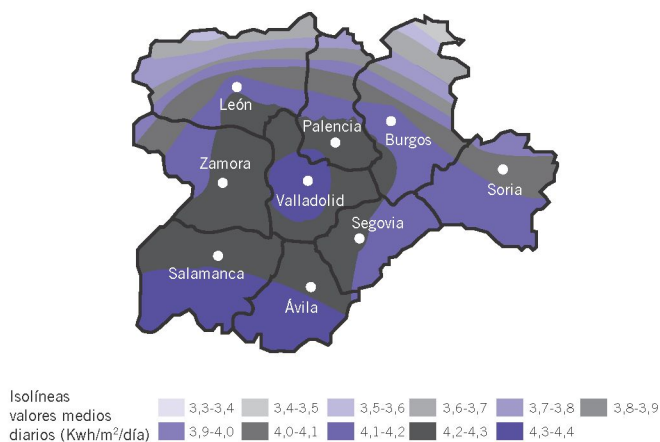 León
Palencia
Burgos
Zamora
Valladolid
Soria
Segovia
Salamanca
Ávila
Isolíneas
valores medios
diarios (Kwh/m²/día)
3,3-3,4 3,4-3,5 3,5-3,6 3,6-3,7 3,7-3,8 3,8-3,9
3,9-4,0 4,0-4,1 4,1-4,2 4,2-4,3 4,3-4,4